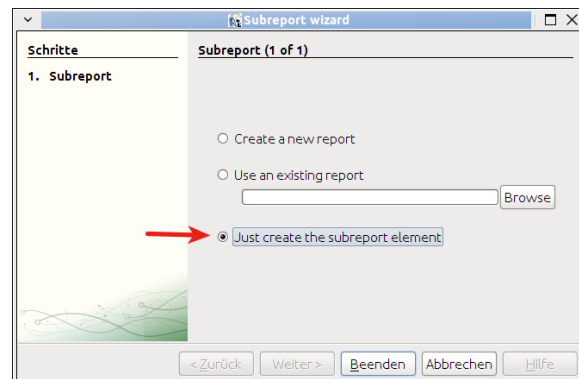 Subreport wizard
Schritte
1. Subreport
Subreport (1 of 1)
Create a new report
Use an existing report
Browse
Just create the subreport element
<Zurück Weiter> Beenden Abbrechen Hilfe